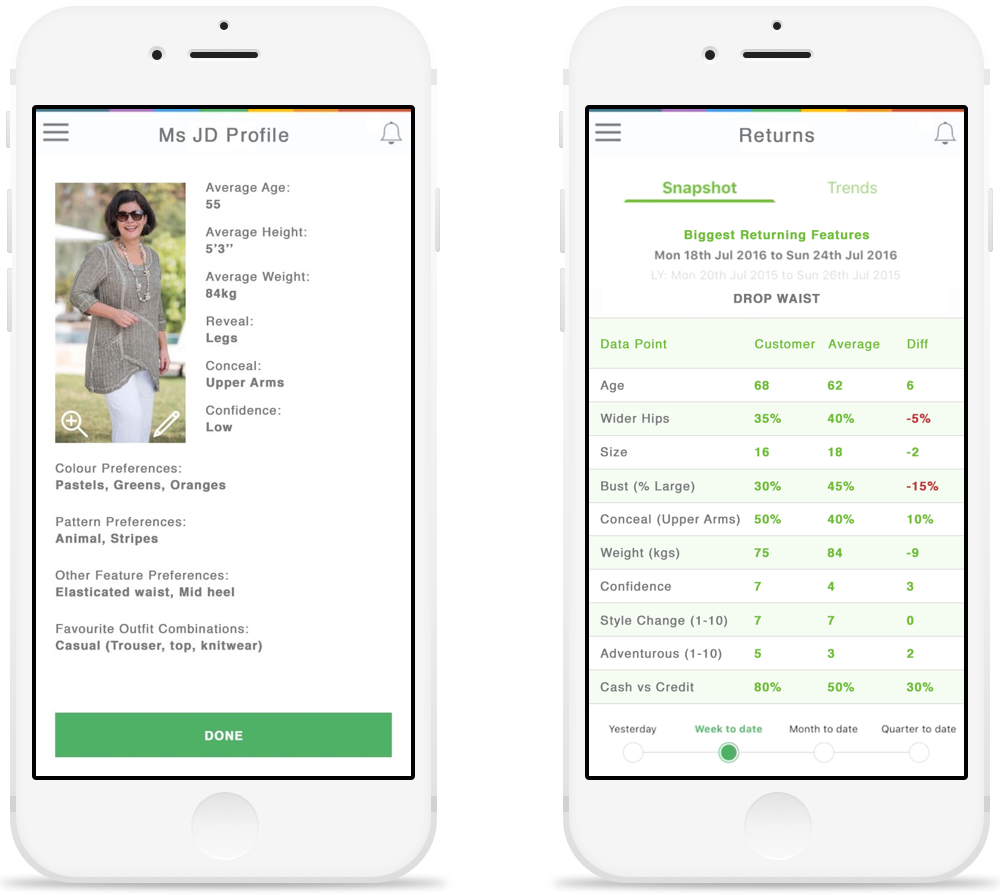 Ms JD Profile
Average Age:
55
Average Height:
5’3’’
Average Weight:
84kg
Reveal:
Legs
Conceal:
Upper Arms
Confidence:
Low
Colour Preferences:
Pastels, Greens, Oranges
Pattern Preferences:
Animal, Stripes
Other Feature Preferences:
Elasticated waist, Mid heel
Favourite Outfit Combinations:
Casual (Trouser, top, knitwear)
DONE
Returns
Snapshot Trends
Biggest Returning Features
Mon 18th Jul 2016 to Sun 24th Jul 2016
LY: Mon 20th Jul 2015 to Sun 26th Jul 2015
DROP WAIST
Data Point Customer Average Diff
Age 68 62 6
Wider Hips 35% 40% -5%
Size 16 18 -2
Bust (% Large) 30% 45% -15%
Conceal (Upper Arms) 50% 40% 10%
Weight (kgs) 75 84 -9
Confidence 7 4 3
Style Change (1-10) 7 7 0
Adventurous (1-10) 5 3 2
Cash vs Credit 80% 50% 30%
Yesterday Week to date Month to date Quarter to date